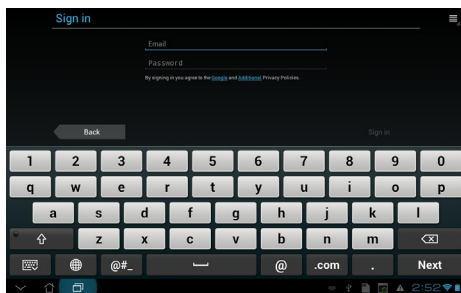 Sign in
Email
Password
By signing in you agree to the Google and Additional Privacy Policies.
Back
Sign in
1 2 3 4 5 6 7 8 9 0
q w e r t y u i o p
a s d f g h j k l
z x c v b n m
@#_ @ .com . Next
2:52